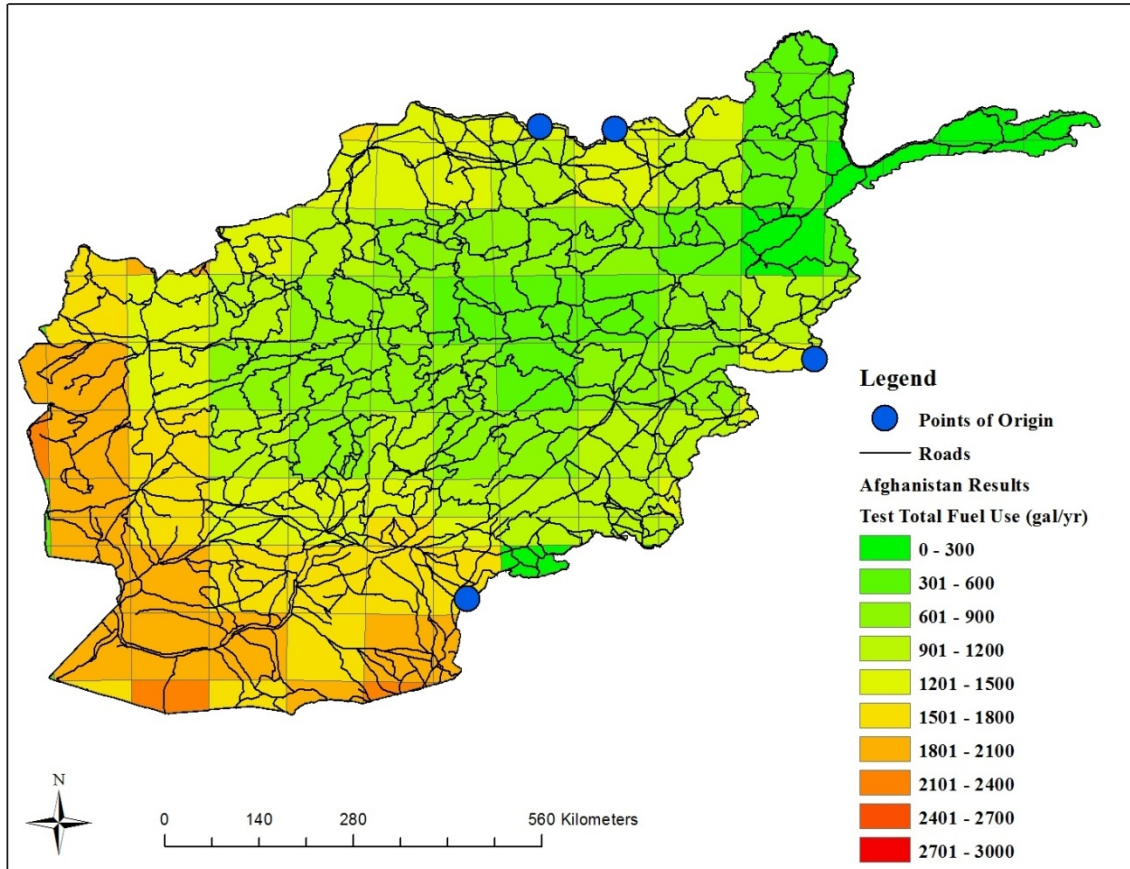 Legend
Points of Origin
Roads
Afghanistan Results
Test Total Fuel Use (gal/yr)
0 - 300
301 - 600
601 - 900
901 - 1200
1201 - 1500
1501 - 1800
1801 - 2100
2101 - 2400
2401 - 2700
2701 - 3000
N
0 140 280 560 Kilometers